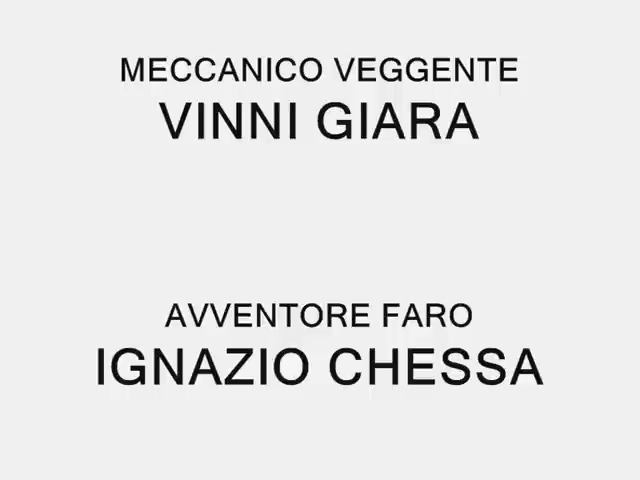 MECCANICO VEGGENTE
VINNI GIARA
AVVENTORE FARO
IGNAZIO CHESSA